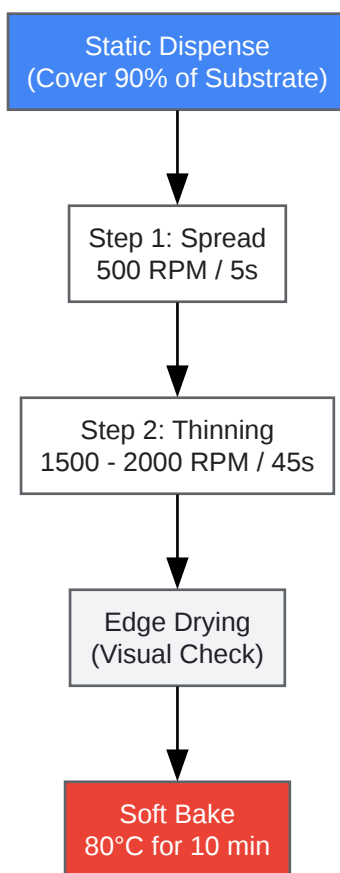 Static Dispense
(Cover 90% of Substrate)
Step 1: Spread
500 RPM / 5s
Step 2: Thinning
1500 - 2000 RPM / 45s
Edge Drying
(Visual Check)
Soft Bake
80°C for 10 min